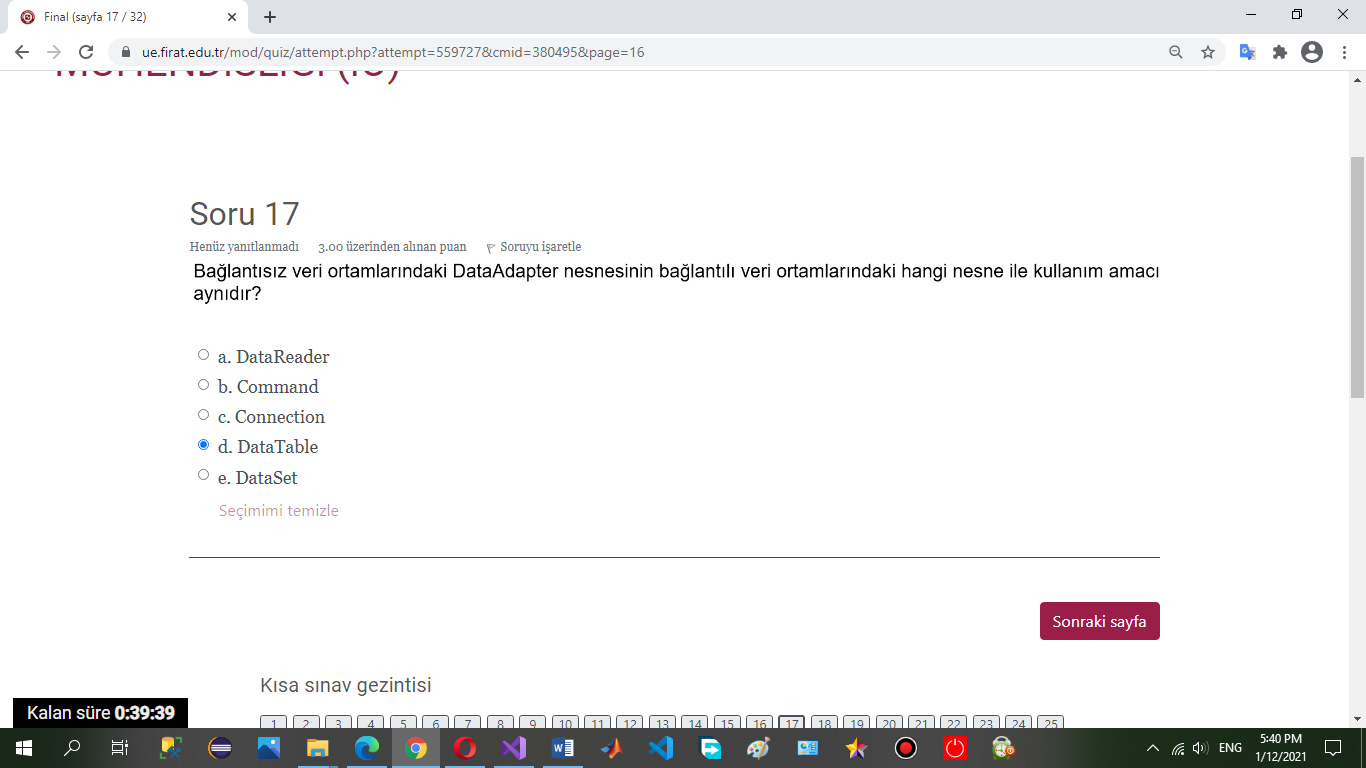 Final (sayfa 17 / 32)
ue.firat.edu.tr/mod/quiz/attempt.php?attempt=559727&cmid=380495&page=16
MÜHENDİSLİĞİ (İÖ)
Soru 17
Henüz yanıtlanmadı 3.00 üzerinden alınan puan Soruyu işaretle
Bağlantısız veri ortamlarındaki DataAdapter nesnesinin bağlantılı veri ortamlarındaki hangi nesne ile kullanım amacı
aynıdır?
a. DataReader
b. Command
c. Connection
d. DataTable
e. DataSet
Seçimimi temizle
Sonraki sayfa
Kısa sınav gezintisi
Kalan süre 0:39:39
1 2 3 4 5 6 7 8 9 10 11 12 13 14 15 16 17 18 19 20 21 22 23 24 25
ENG
5:40 PM
1/12/2021